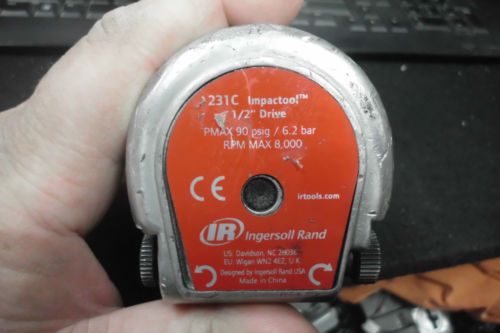 231C Impactool™
1/2" Drive
PMAX 90 psig / 6.2 bar
RPM MAX 8,000
CE
irtools.com
IR Ingersoll Rand
US: Davidson, NC 28036
EU: Wigan WN2 4EZ, U.K.
Designed by Ingersoll Rand USA
Made in China